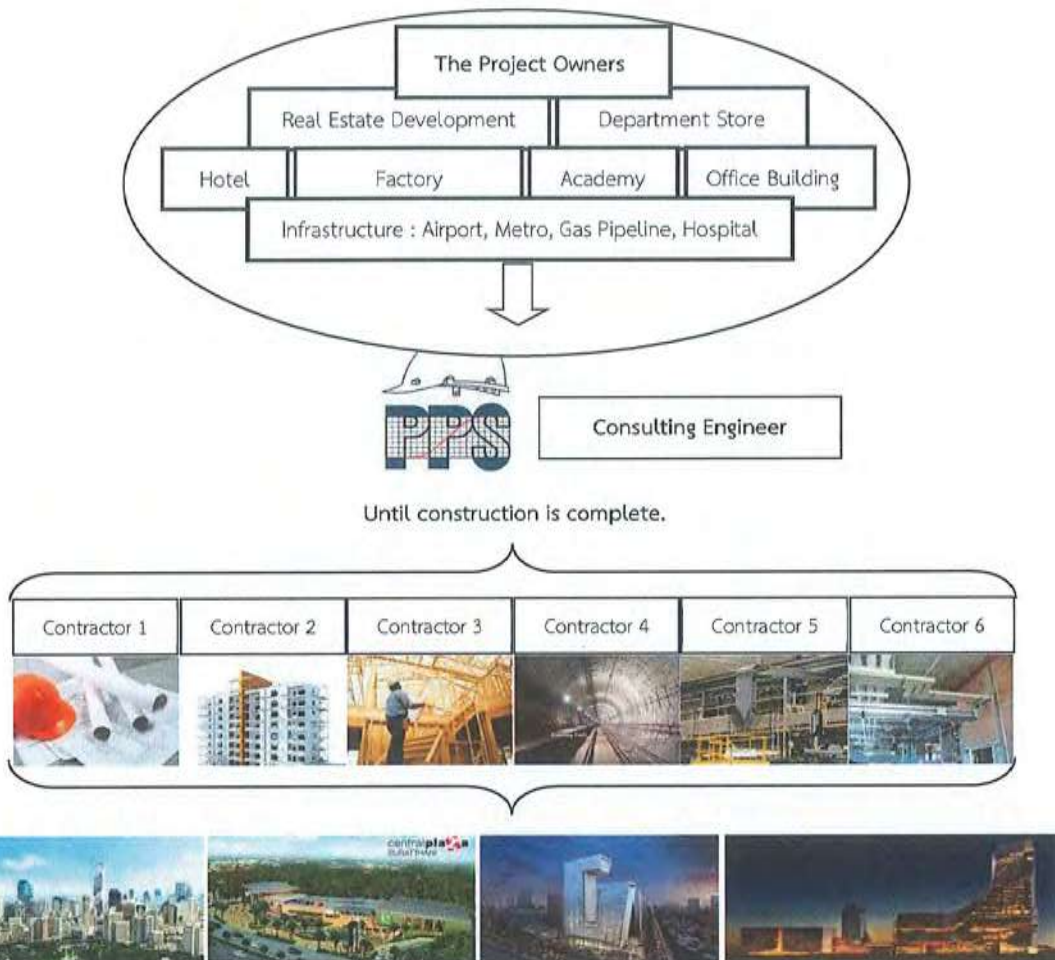 The Project Owners
Real Estate Development
Department Store
Hotel
Factory
Academy
Office Building
Infrastructure : Airport, Metro, Gas Pipeline, Hospital
PPS
Consulting Engineer
Until construction is complete.
Contractor 1
Contractor 2
Contractor 3
Contractor 4
Contractor 5
Contractor 6
centralplaza